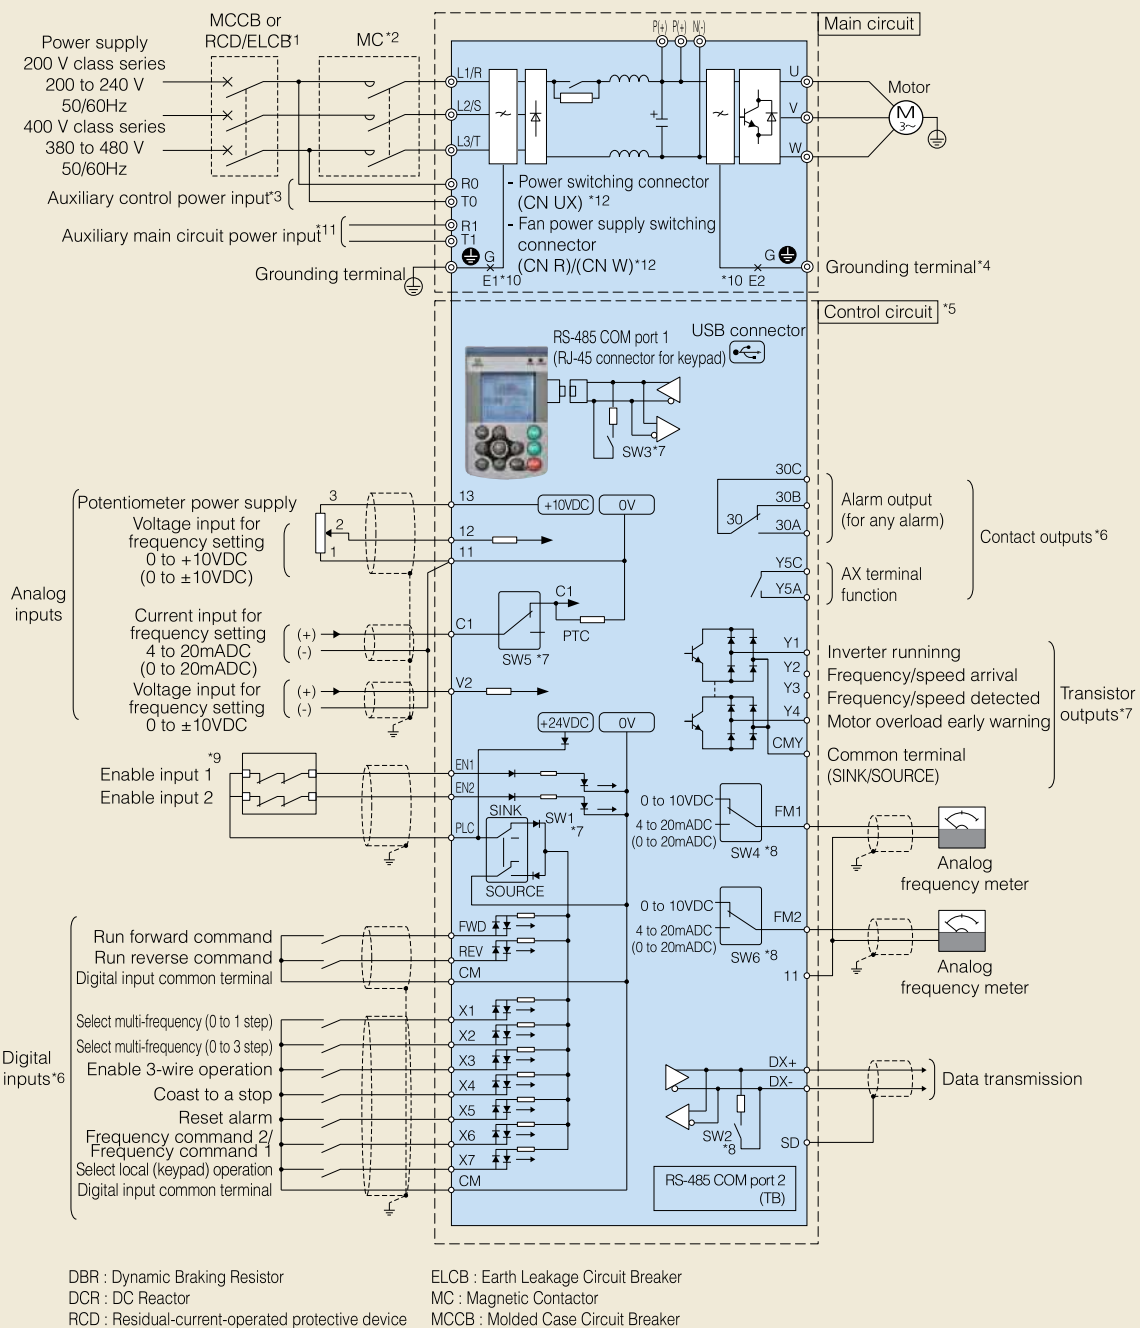 MCCB or
RCD/ELCB*1
MC*2
Power supply
200 V class series
200 to 240 V
50/60Hz
400 V class series
380 to 480 V
50/60Hz
Auxiliary control power input*3
Auxiliary main circuit power input*11
Grounding terminal
P(+) P(+) N(-)
Main circuit
L1/R
L2/S
L3/T
R0
T0
R1
T1
G
E1*10
- Power switching connector
(CN UX) *12
- Fan power supply switching
connector
(CN R)/(CN W)*12
*10 E2
G
U
V
W
Motor
M
3~
Grounding terminal*4
Control circuit *5
RS-485 COM port 1
(RJ-45 connector for keypad)
USB connector
SW3*7
Analog
inputs
Potentiometer power supply
Voltage input for
frequency setting
0 to +10VDC
(0 to ±10VDC)
3
2
1
Current input for
frequency setting
4 to 20mADC
(0 to 20mADC)
(+)
(-)
Voltage input for
frequency setting
0 to ±10VDC
(+)
(-)
13
12
11
+10VDC
0V
C1
C1
PTC
SW5 *7
V2
+24VDC
0V
30C
30B
30
30A
Alarm output
(for any alarm)
Contact outputs*6
Y5C
Y5A
AX terminal
function
Y1
Y2
Y3
Y4
CMY
Inverter runninng
Frequency/speed arrival
Frequency/speed detected
Motor overload early warning
Common terminal
(SINK/SOURCE)
Transistor
outputs*7
*9
Enable input 1
Enable input 2
EN1
EN2
PLC
SINK
SW1
*7
SOURCE
0 to 10VDC
4 to 20mADC
(0 to 20mADC)
SW4 *8
FM1
Analog
frequency meter
0 to 10VDC
4 to 20mADC
(0 to 20mADC)
SW6 *8
FM2
11
Analog
frequency meter
Digital
inputs*6
Run forward command
Run reverse command
Digital input common terminal
FWD
REV
CM
Select multi-frequency (0 to 1 step)
Select multi-frequency (0 to 3 step)
Enable 3-wire operation
Coast to a stop
Reset alarm
Frequency command 2/
Frequency command 1
Select local (keypad) operation
Digital input common terminal
X1
X2
X3
X4
X5
X6
X7
CM
DX+
DX-
SD
SW2
*8
Data transmission
RS-485 COM port 2
(TB)
DBR : Dynamic Braking Resistor
DCR : DC Reactor
RCD : Residual-current-operated protective device
ELCB : Earth Leakage Circuit Breaker
MC : Magnetic Contactor
MCCB : Molded Case Circuit Breaker